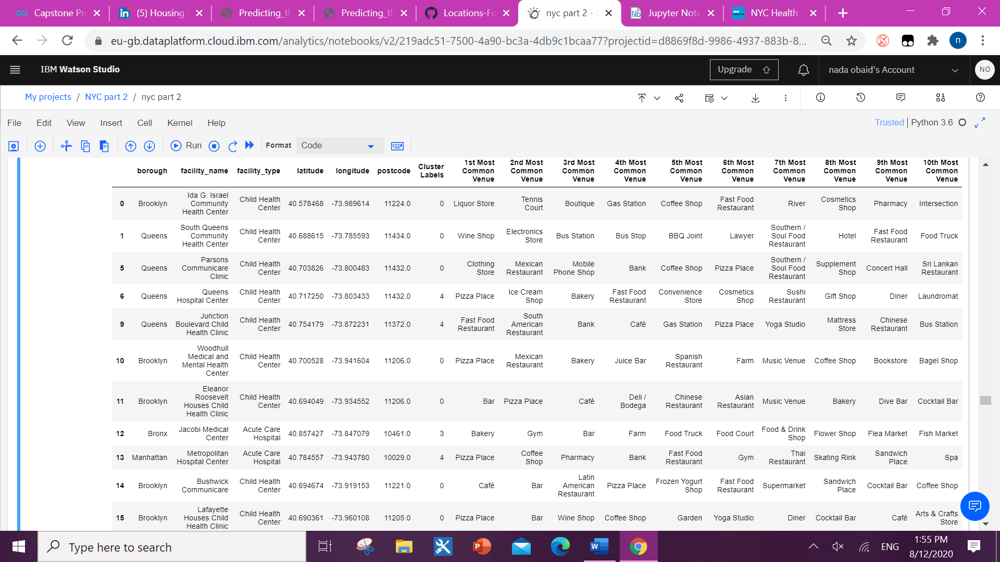 Capstone Pr
(5) Housing
Predicting_th
Predicting_th
Locations-Fo
nyc part 2 -
Jupyter Note
NYC Health
eu-gb.dataplatform.cloud.ibm.com/analytics/notebooks/v2/219adc51-7500-4a90-bc3a-4db9c1bcaa77?projectid=d8869f8d-9986-4937-883b-8...
n
IBM Watson Studio
Upgrade
nada obaid's Account
NO
My projects / NYC part 2 / nyc part 2
File Edit View Insert Cell Kernel Help
Trusted | Python 3.6
Run
Format
Code
borough facility_name facility_type latitude longitude postcode Cluster Labels 1st Most Common Venue 2nd Most Common Venue 3rd Most Common Venue 4th Most Common Venue 5th Most Common Venue 6th Most Common Venue 7th Most Common Venue 8th Most Common Venue 9th Most Common Venue 10th Most Common Venue
0 Brooklyn Ida G. Israel Community Health Center Child Health Center 40.578468 -73.989614 11224.0 0 Liquor Store Tennis Court Boutique Gas Station Coffee Shop Fast Food Restaurant River Cosmetics Shop Pharmacy Intersection
1 Queens South Queens Community Health Center Child Health Center 40.688615 -73.785593 11434.0 0 Wine Shop Electronics Store Bus Station Bus Stop BBQ Joint Lawyer Southern / Soul Food Restaurant Hotel Fast Food Restaurant Food Truck
5 Queens Parsons Communicare Clinic Child Health Center 40.703826 -73.800483 11432.0 0 Clothing Store Mexican Restaurant Mobile Phone Shop Bank Coffee Shop Pizza Place Southern / Soul Food Restaurant Supplement Shop Concert Hall Sri Lankan Restaurant
6 Queens Queens Hospital Center Child Health Center 40.717250 -73.803433 11432.0 4 Pizza Place Ice Cream Shop Bakery Fast Food Restaurant Convenience Store Cosmetics Shop Sushi Restaurant Gift Shop Diner Laundromat
9 Queens Junction Boulevard Child Health Clinic Child Health Center 40.754179 -73.872231 11372.0 4 Fast Food Restaurant South American Restaurant Bank Café Gas Station Pizza Place Yoga Studio Mattress Store Chinese Restaurant Bus Station
10 Brooklyn Woodhull Medical and Mental Health Center Child Health Center 40.700528 -73.941604 11206.0 0 Pizza Place Mexican Restaurant Bakery Juice Bar Spanish Restaurant Farm Music Venue Coffee Shop Bookstore Bagel Shop
11 Brooklyn Eleanor Roosevelt Houses Child Health Clinic Child Health Center 40.694049 -73.934552 11206.0 0 Bar Pizza Place Café Deli / Bodega Chinese Restaurant Asian Restaurant Music Venue Bakery Dive Bar Cocktail Bar
12 Bronx Jacobi Medical Center Acute Care Hospital 40.857427 -73.847079 10461.0 3 Bakery Gym Bar Farm Food Truck Food Court Food & Drink Shop Flower Shop Flea Market Fish Market
13 Manhattan Metropolitan Hospital Center Acute Care Hospital 40.784557 -73.943780 10029.0 4 Pizza Place Coffee Shop Pharmacy Bank Fast Food Restaurant Gym Thai Restaurant Skating Rink Sandwich Place Spa
14 Brooklyn Bushwick Communicare Child Health Center 40.694674 -73.919153 11221.0 0 Café Bar Latin American Restaurant Pizza Place Frozen Yogurt Shop Fast Food Restaurant Supermarket Sandwich Place Cocktail Bar Coffee Shop
15 Brooklyn Lafayette Houses Child Health Clinic Child Health Center 40.690361 -73.960108 11205.0 0 Pizza Place Bar Wine Shop Coffee Shop Garden Yoga Studio Diner Cocktail Bar Café Arts & Crafts Store
Type here to search
ENG
1:55 PM
8/12/2020